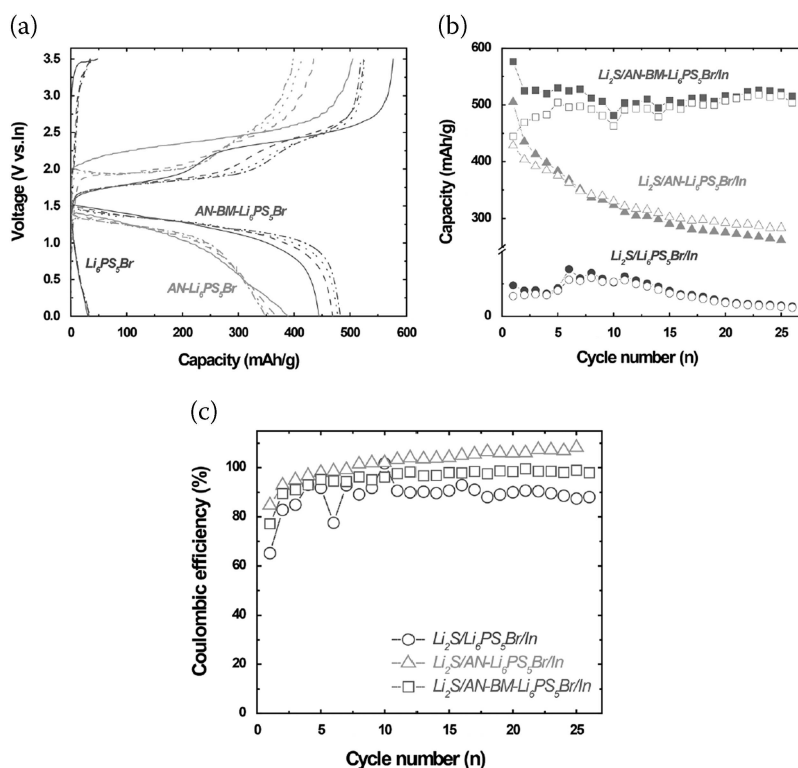 (a)
3.5
3.0
2.5
2.0
1.5
1.0
0.5
0.0
Voltage (V vs.In)
AN-BM-Li₆PS₅Br
Li₆PS₅Br
AN-Li₆PS₅Br
0 100 200 300 400 500 600
Capacity (mAh/g)
(b)
600
500
400
300
0
Capacity (mAh/g)
Li₂S/AN-BM-Li₆PS₅Br/In
Li₂S/AN-Li₆PS₅Br/In
Li₂S/Li₆PS₅Br/In
0 5 10 15 20 25
Cycle number (n)
(c)
100
80
60
40
20
0
Coulombic efficiency (%)
Li₂S/Li₆PS₅Br/In
Li₂S/AN-Li₆PS₅Br/In
Li₂S/AN-BM-Li₆PS₅Br/In
0 5 10 15 20 25
Cycle number (n)